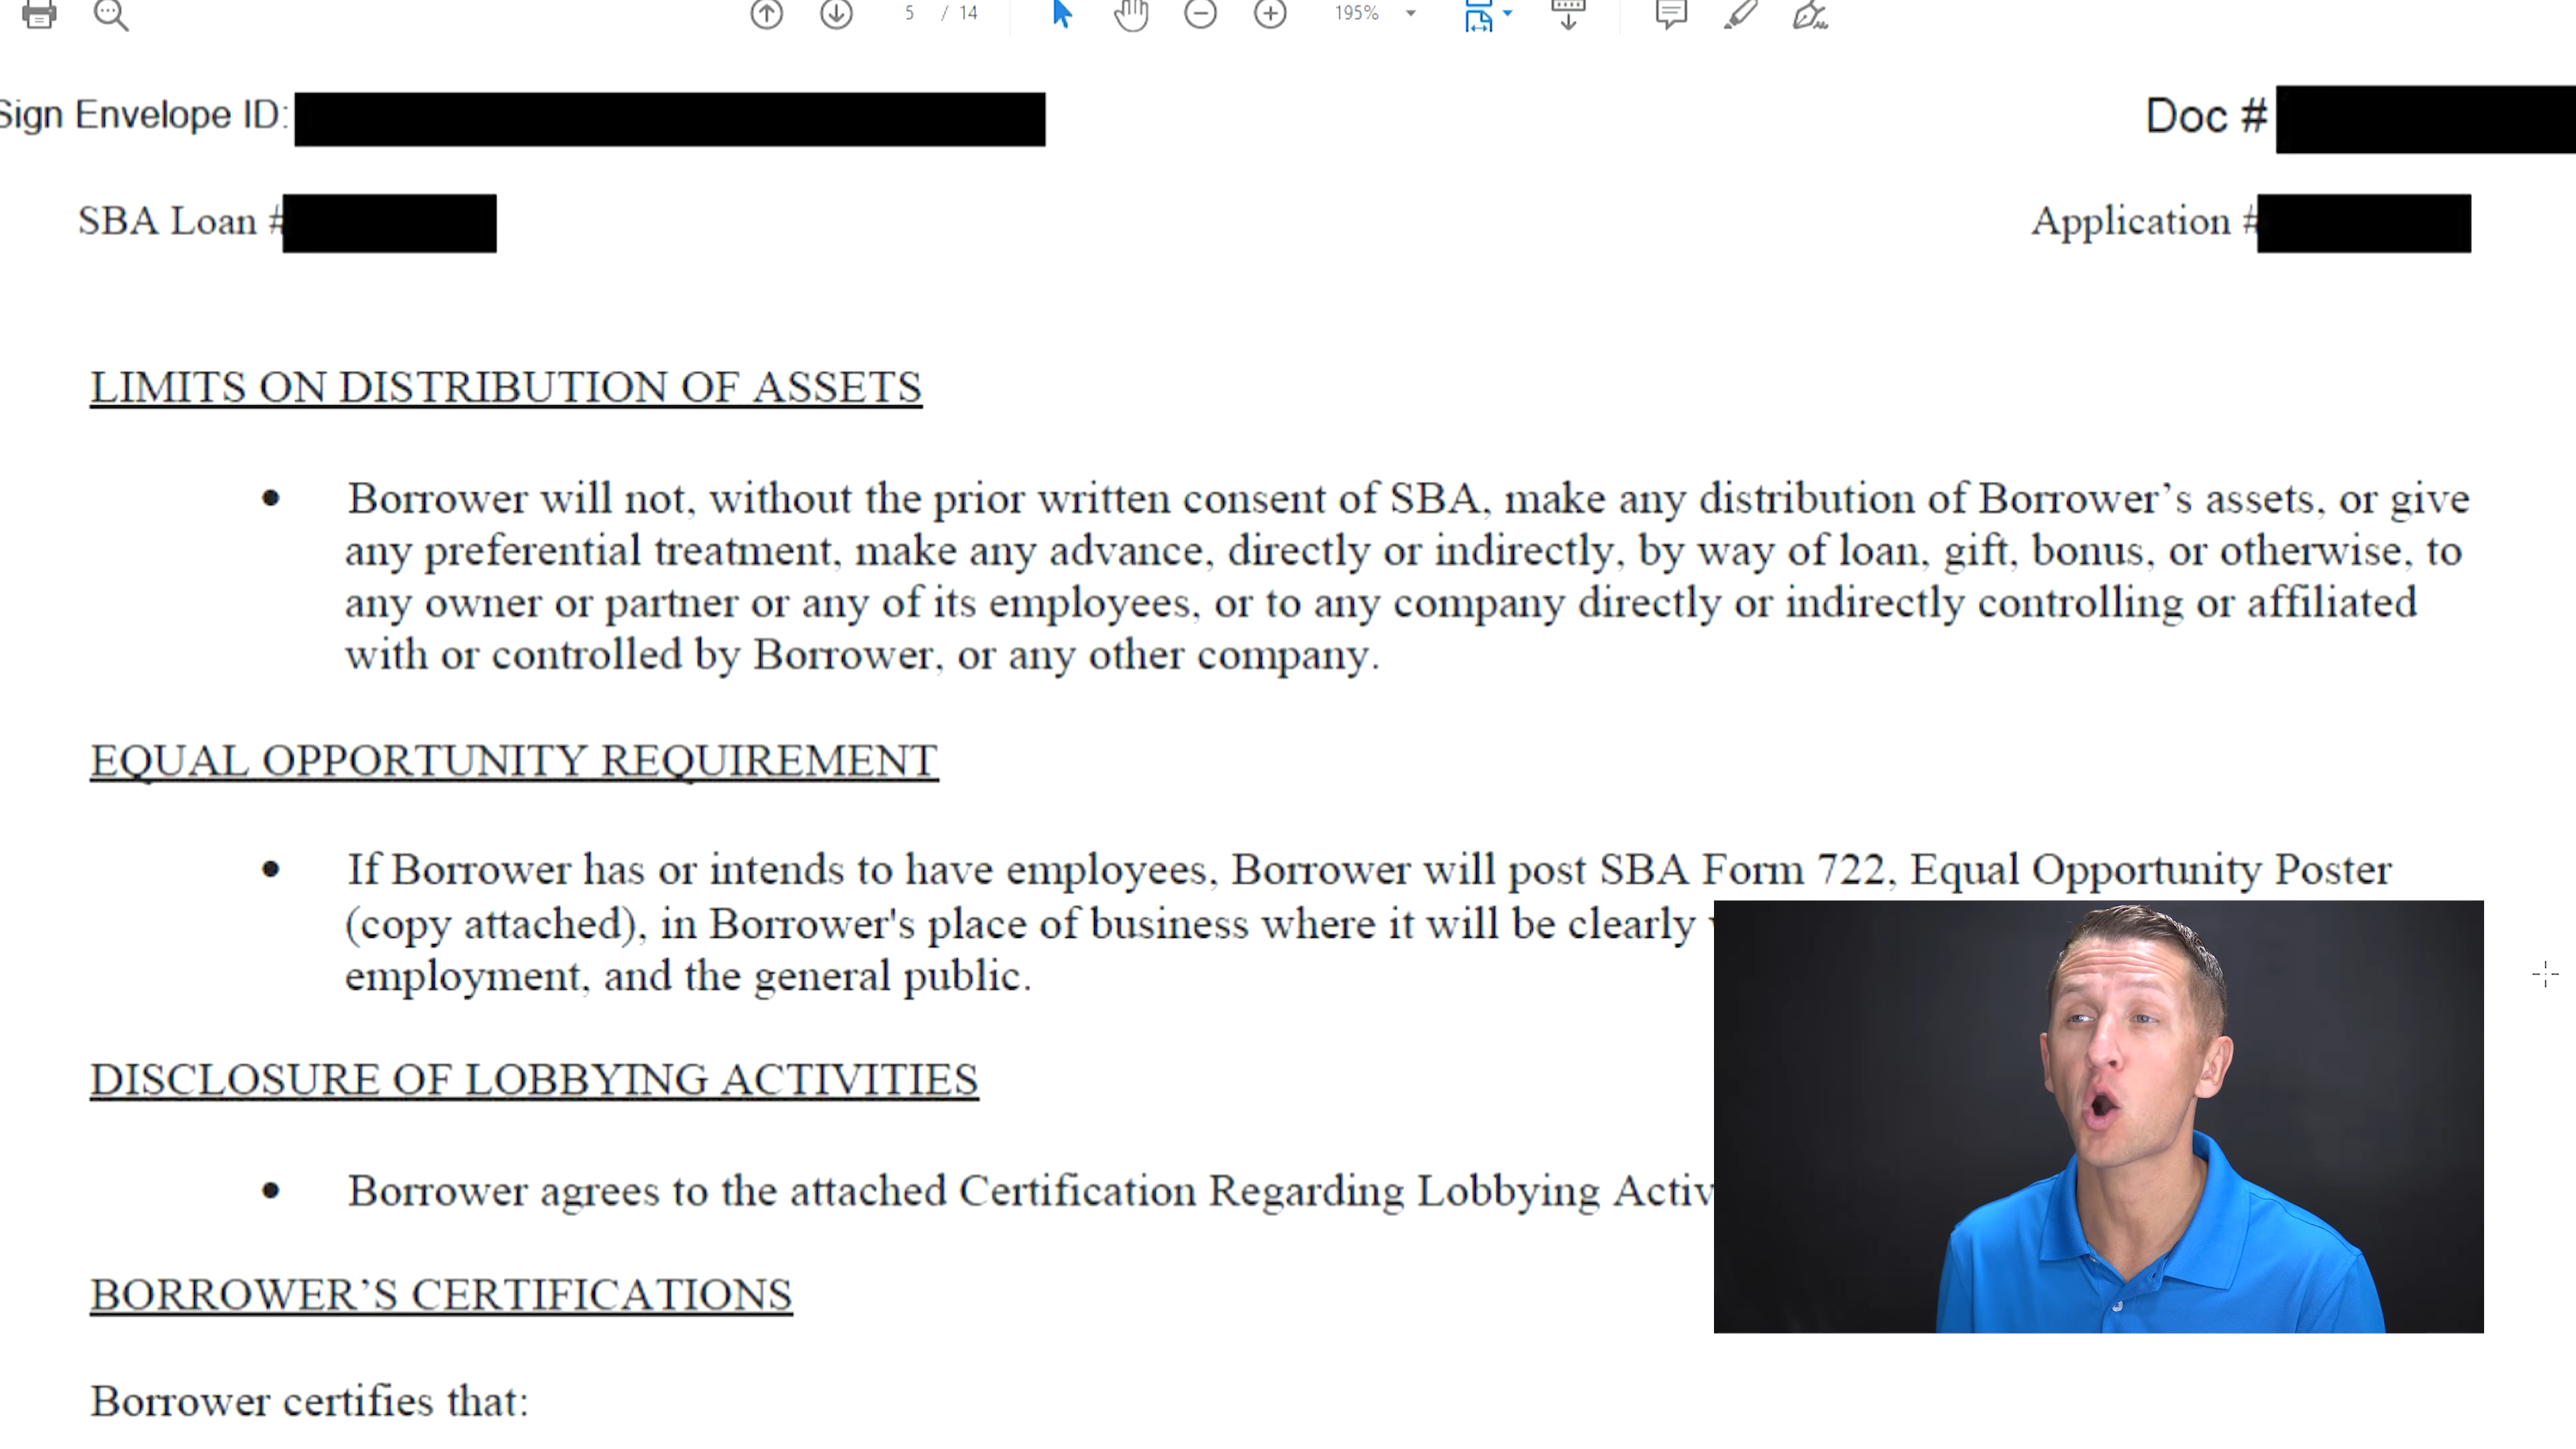 5 / 14 195%
Sign Envelope ID: Doc #
SBA Loan # Application #
LIMITS ON DISTRIBUTION OF ASSETS
• Borrower will not, without the prior written consent of SBA, make any distribution of Borrower’s assets, or give
any preferential treatment, make any advance, directly or indirectly, by way of loan, gift, bonus, or otherwise, to
any owner or partner or any of its employees, or to any company directly or indirectly controlling or affiliated
with or controlled by Borrower, or any other company.
EQUAL OPPORTUNITY REQUIREMENT
• If Borrower has or intends to have employees, Borrower will post SBA Form 722, Equal Opportunity Poster
(copy attached), in Borrower's place of business where it will be clearly
employment, and the general public.
DISCLOSURE OF LOBBYING ACTIVITIES
• Borrower agrees to the attached Certification Regarding Lobbying Activ
BORROWER’S CERTIFICATIONS
Borrower certifies that: